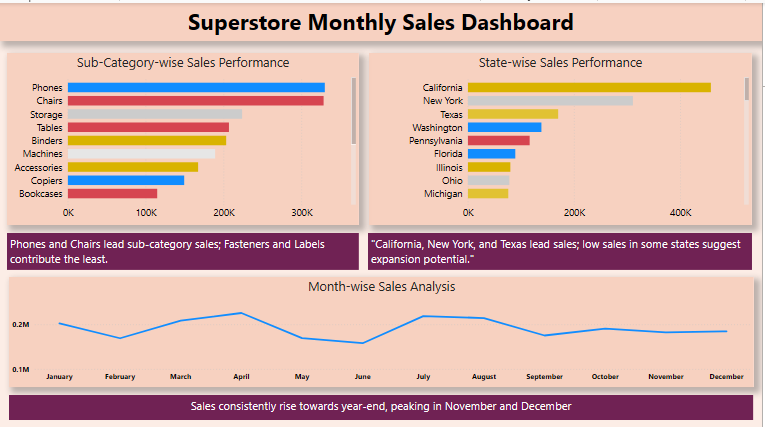 Superstore Monthly Sales Dashboard
Sub-Category-wise Sales Performance
Phones
Chairs
Storage
Tables
Binders
Machines
Accessories
Copiers
Bookcases
0K 100K 200K 300K
State-wise Sales Performance
California
New York
Texas
Washington
Pennsylvania
Florida
Illinois
Ohio
Michigan
0K 200K 400K
Phones and Chairs lead sub-category sales; Fasteners and Labels
contribute the least.
"California, New York, and Texas lead sales; low sales in some states suggest
expansion potential."
Month-wise Sales Analysis
0.2M
0.1M
January February March April May June July August September October November December
Sales consistently rise towards year-end, peaking in November and December